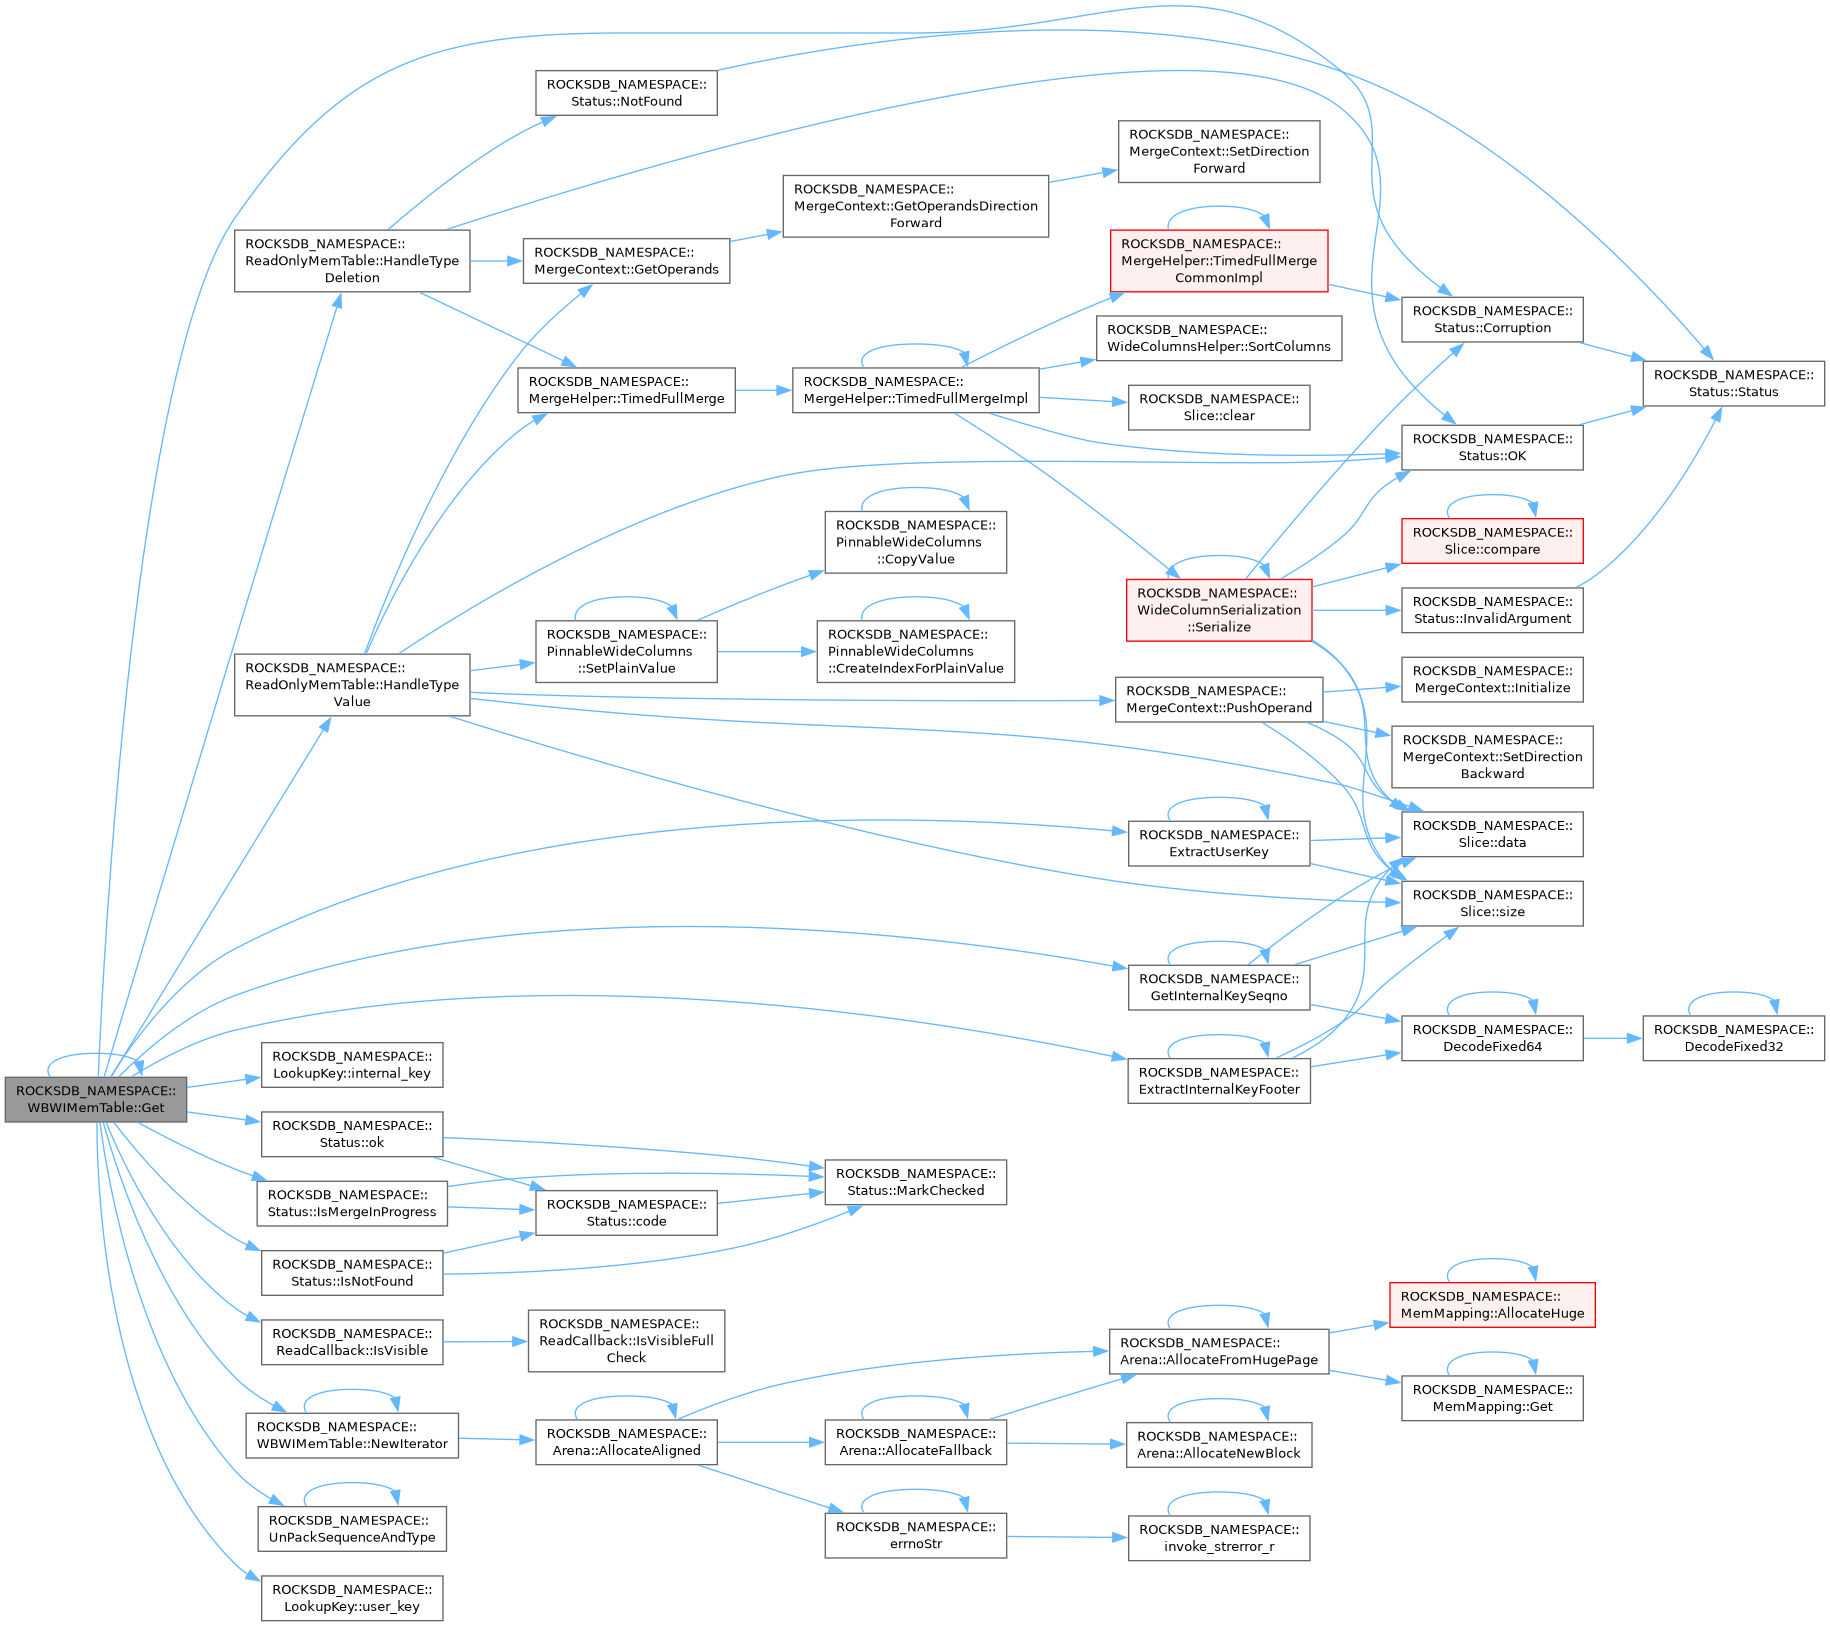 ROCKSDB_NAMESPACE::
WBWIMemTable::Get
ROCKSDB_NAMESPACE::
ReadOnlyMemTable::HandleType
Deletion
ROCKSDB_NAMESPACE::
ReadOnlyMemTable::HandleType
Value
ROCKSDB_NAMESPACE::
LookupKey::internal_key
ROCKSDB_NAMESPACE::
Status::ok
ROCKSDB_NAMESPACE::
Status::IsMergeInProgress
ROCKSDB_NAMESPACE::
Status::IsNotFound
ROCKSDB_NAMESPACE::
ReadCallback::IsVisible
ROCKSDB_NAMESPACE::
WBWIMemTable::NewIterator
ROCKSDB_NAMESPACE::
UnPackSequenceAndType
ROCKSDB_NAMESPACE::
LookupKey::user_key
ROCKSDB_NAMESPACE::
Status::NotFound
ROCKSDB_NAMESPACE::
MergeContext::GetOperands
ROCKSDB_NAMESPACE::
MergeHelper::TimedFullMerge
ROCKSDB_NAMESPACE::
PinnableWideColumns
::SetPlainValue
ROCKSDB_NAMESPACE::
Status::code
ROCKSDB_NAMESPACE::
ReadCallback::IsVisibleFull
Check
ROCKSDB_NAMESPACE::
Arena::AllocateAligned
ROCKSDB_NAMESPACE::
MergeContext::GetOperandsDirection
Forward
ROCKSDB_NAMESPACE::
MergeHelper::TimedFullMergeImpl
ROCKSDB_NAMESPACE::
PinnableWideColumns
::CopyValue
ROCKSDB_NAMESPACE::
PinnableWideColumns
::CreateIndexForPlainValue
ROCKSDB_NAMESPACE::
Status::MarkChecked
ROCKSDB_NAMESPACE::
Arena::AllocateFallback
ROCKSDB_NAMESPACE::
errnoStr
ROCKSDB_NAMESPACE::
MergeContext::SetDirection
Forward
ROCKSDB_NAMESPACE::
MergeHelper::TimedFullMerge
CommonImpl
ROCKSDB_NAMESPACE::
WideColumnsHelper::SortColumns
ROCKSDB_NAMESPACE::
Slice::clear
ROCKSDB_NAMESPACE::
WideColumnSerialization
::Serialize
ROCKSDB_NAMESPACE::
MergeContext::PushOperand
ROCKSDB_NAMESPACE::
ExtractUserKey
ROCKSDB_NAMESPACE::
GetInternalKeySeqno
ROCKSDB_NAMESPACE::
ExtractInternalKeyFooter
ROCKSDB_NAMESPACE::
Arena::AllocateFromHugePage
ROCKSDB_NAMESPACE::
Arena::AllocateNewBlock
ROCKSDB_NAMESPACE::
invoke_strerror_r
ROCKSDB_NAMESPACE::
Status::Corruption
ROCKSDB_NAMESPACE::
Status::OK
ROCKSDB_NAMESPACE::
Slice::compare
ROCKSDB_NAMESPACE::
Status::InvalidArgument
ROCKSDB_NAMESPACE::
MergeContext::Initialize
ROCKSDB_NAMESPACE::
MergeContext::SetDirection
Backward
ROCKSDB_NAMESPACE::
Slice::data
ROCKSDB_NAMESPACE::
Slice::size
ROCKSDB_NAMESPACE::
DecodeFixed64
ROCKSDB_NAMESPACE::
MemMapping::AllocateHuge
ROCKSDB_NAMESPACE::
MemMapping::Get
ROCKSDB_NAMESPACE::
Status::Status
ROCKSDB_NAMESPACE::
DecodeFixed32